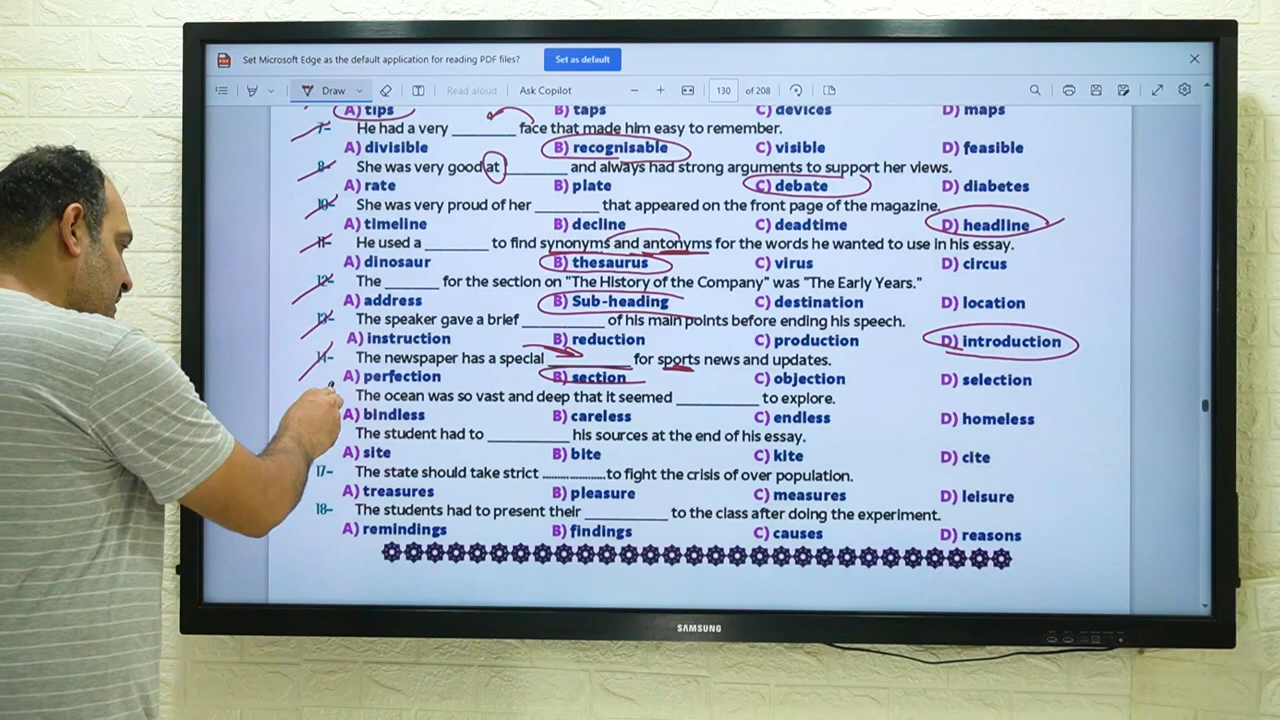 Set Microsoft Edge as the default application for reading PDF files? Set as default
Draw Read aloud Ask Copilot 130 of 208
A) tips B) taps C) devices D) maps
7- He had a very ________ face that made him easy to remember.
A) divisible B) recognisable C) visible D) feasible
8- She was very good at ________ and always had strong arguments to support her views.
A) rate B) plate C) debate D) diabetes
10- She was very proud of her ________ that appeared on the front page of the magazine.
A) timeline B) decline C) deadtime D) headline
11- He used a ________ to find synonyms and antonyms for the words he wanted to use in his essay.
A) dinosaur B) thesaurus C) virus D) circus
12- The ________ for the section on "The History of the Company" was "The Early Years."
A) address B) Sub-heading C) destination D) location
13- The speaker gave a brief __________ of his main points before ending his speech.
A) instruction B) reduction C) production D) introduction
14- The newspaper has a special __________ for sports news and updates.
A) perfection B) section C) objection D) selection
The ocean was so vast and deep that it seemed __________ to explore.
A) bindless B) careless C) endless D) homeless
The student had to __________ his sources at the end of his essay.
A) site B) bite C) kite D) cite
17- The state should take strict .................... to fight the crisis of over population.
A) treasures B) pleasure C) measures D) leisure
18- The students had to present their __________ to the class after doing the experiment.
A) remindings B) findings C) causes D) reasons
SAMSUNG